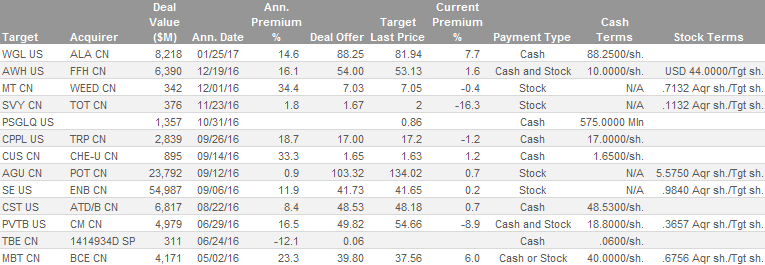 Target Acquirer Deal Value ($M) Ann. Date Ann. Premium % Deal Offer Target Last Price Current Premium % Payment Type Cash Terms Stock Terms
WGL US ALA CN 8,218 01/25/17 14.6 88.25 81.94 7.7 Cash 88.2500/sh.
AWH US FFH CN 6,390 12/19/16 16.1 54.00 53.13 1.6 Cash and Stock 10.0000/sh. USD 44.0000/Tgt sh.
MT CN WEED CN 342 12/01/16 34.4 7.03 7.05 -0.4 Stock N/A .7132 Aqr sh./Tgt sh.
SVY CN TOT CN 376 11/23/16 1.8 1.67 2 -16.3 Stock N/A .1132 Aqr sh./Tgt sh.
PSGLQ US 1,357 10/31/16 0.86 Cash 575.0000 Mln
CPPL US TRP CN 2,839 09/26/16 18.7 17.00 17.2 -1.2 Cash 17.0000/sh.
CUS CN CHE-U CN 895 09/14/16 33.3 1.65 1.63 1.2 Cash 1.6500/sh.
AGU CN POT CN 23,792 09/12/16 0.9 103.32 134.02 0.7 Stock N/A 5.5750 Aqr sh./Tgt sh.
SE US ENB CN 54,987 09/06/16 11.9 41.73 41.65 0.2 Stock N/A .9840 Aqr sh./Tgt sh.
CST US ATD/B CN 6,817 08/22/16 8.4 48.53 48.18 0.7 Cash 48.5300/sh.
PVTB US CM CN 4,979 06/29/16 16.5 49.82 54.66 -8.9 Cash and Stock 18.8000/sh. .3657 Aqr sh./Tgt sh.
TBE CN 1414934D SP 311 06/24/16 -12.1 0.06 Cash .0600/sh.
MBT CN BCE CN 4,171 05/02/16 23.3 39.80 37.56 6.0 Cash or Stock 40.0000/sh. .6756 Aqr sh./Tgt sh.